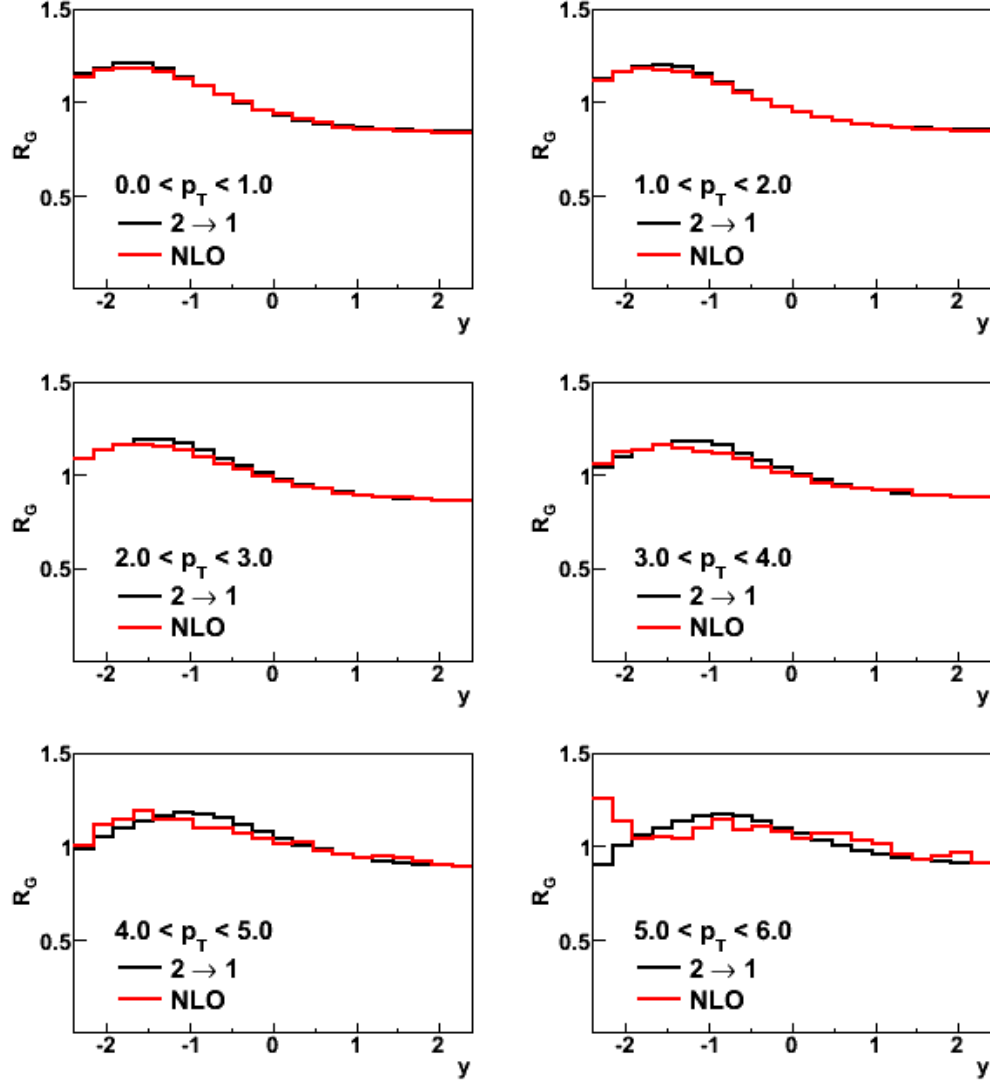 1.5
1
0.5
R_G
0.0 < p_T < 1.0
2 → 1
NLO
-2 -1 0 1 2
y
1.5
1
0.5
R_G
1.0 < p_T < 2.0
2 → 1
NLO
-2 -1 0 1 2
y
1.5
1
0.5
R_G
2.0 < p_T < 3.0
2 → 1
NLO
-2 -1 0 1 2
y
1.5
1
0.5
R_G
3.0 < p_T < 4.0
2 → 1
NLO
-2 -1 0 1 2
y
1.5
1
0.5
R_G
4.0 < p_T < 5.0
2 → 1
NLO
-2 -1 0 1 2
y
1.5
1
0.5
R_G
5.0 < p_T < 6.0
2 → 1
NLO
-2 -1 0 1 2
y